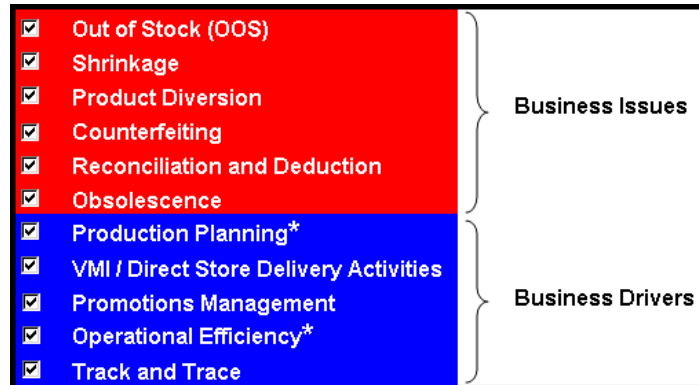 Out of Stock (OOS)
Shrinkage
Product Diversion
Counterfeiting
Reconciliation and Deduction
Obsolescence
Business Issues
Production Planning*
VMI / Direct Store Delivery Activities
Promotions Management
Operational Efficiency*
Track and Trace
Business Drivers